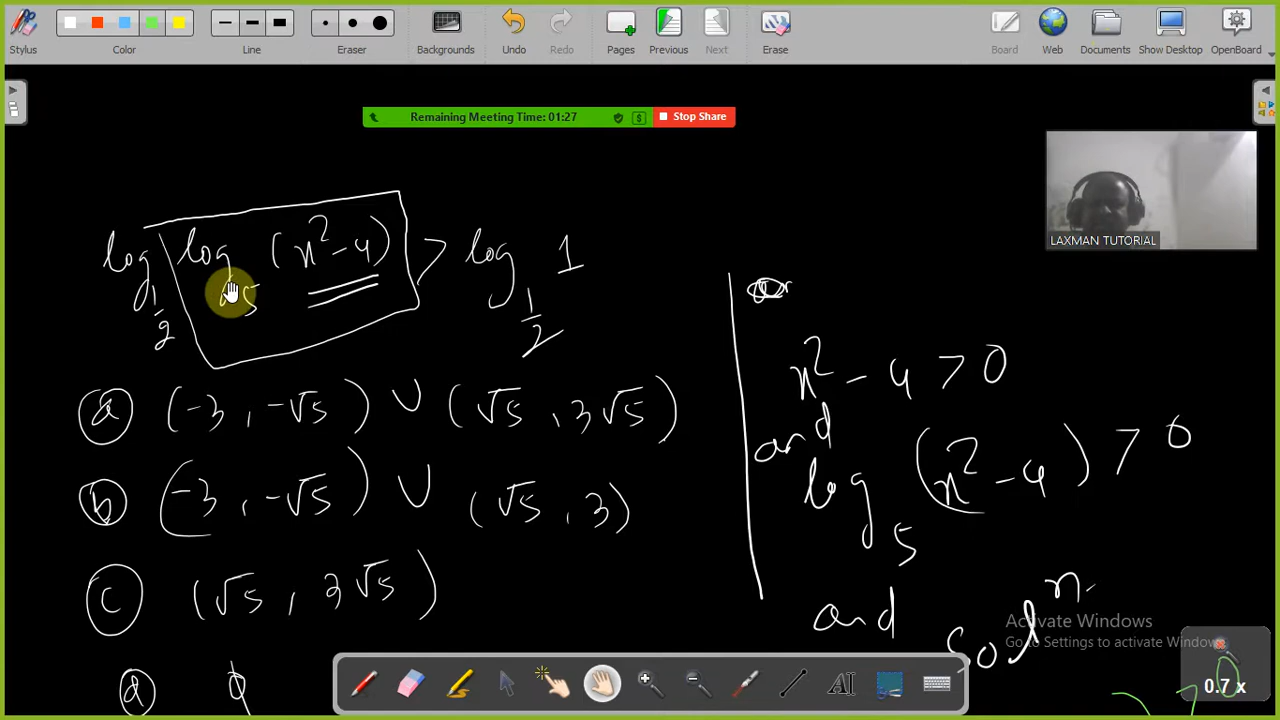 Stylus Color Line Eraser Backgrounds Undo Redo Pages Previous Next Erase Board Web Documents Show Desktop OpenBoard
Remaining Meeting Time: 01:27 Stop Share
LAXMAN TUTORIAL
log 1/2 log 5 (x²-4) > log 1/2 1
x²-4 > 0
and
log 5 (x²-4) > 0
and
Solⁿ
(a) (-3, -√5) ∪ (√5, 3√5)
(b) (-3, -√5) ∪ (√5, 3)
(c) (√5, 3√5)
(d) φ
Activate Windows
Go to Settings to activate Windows.
0.7 x